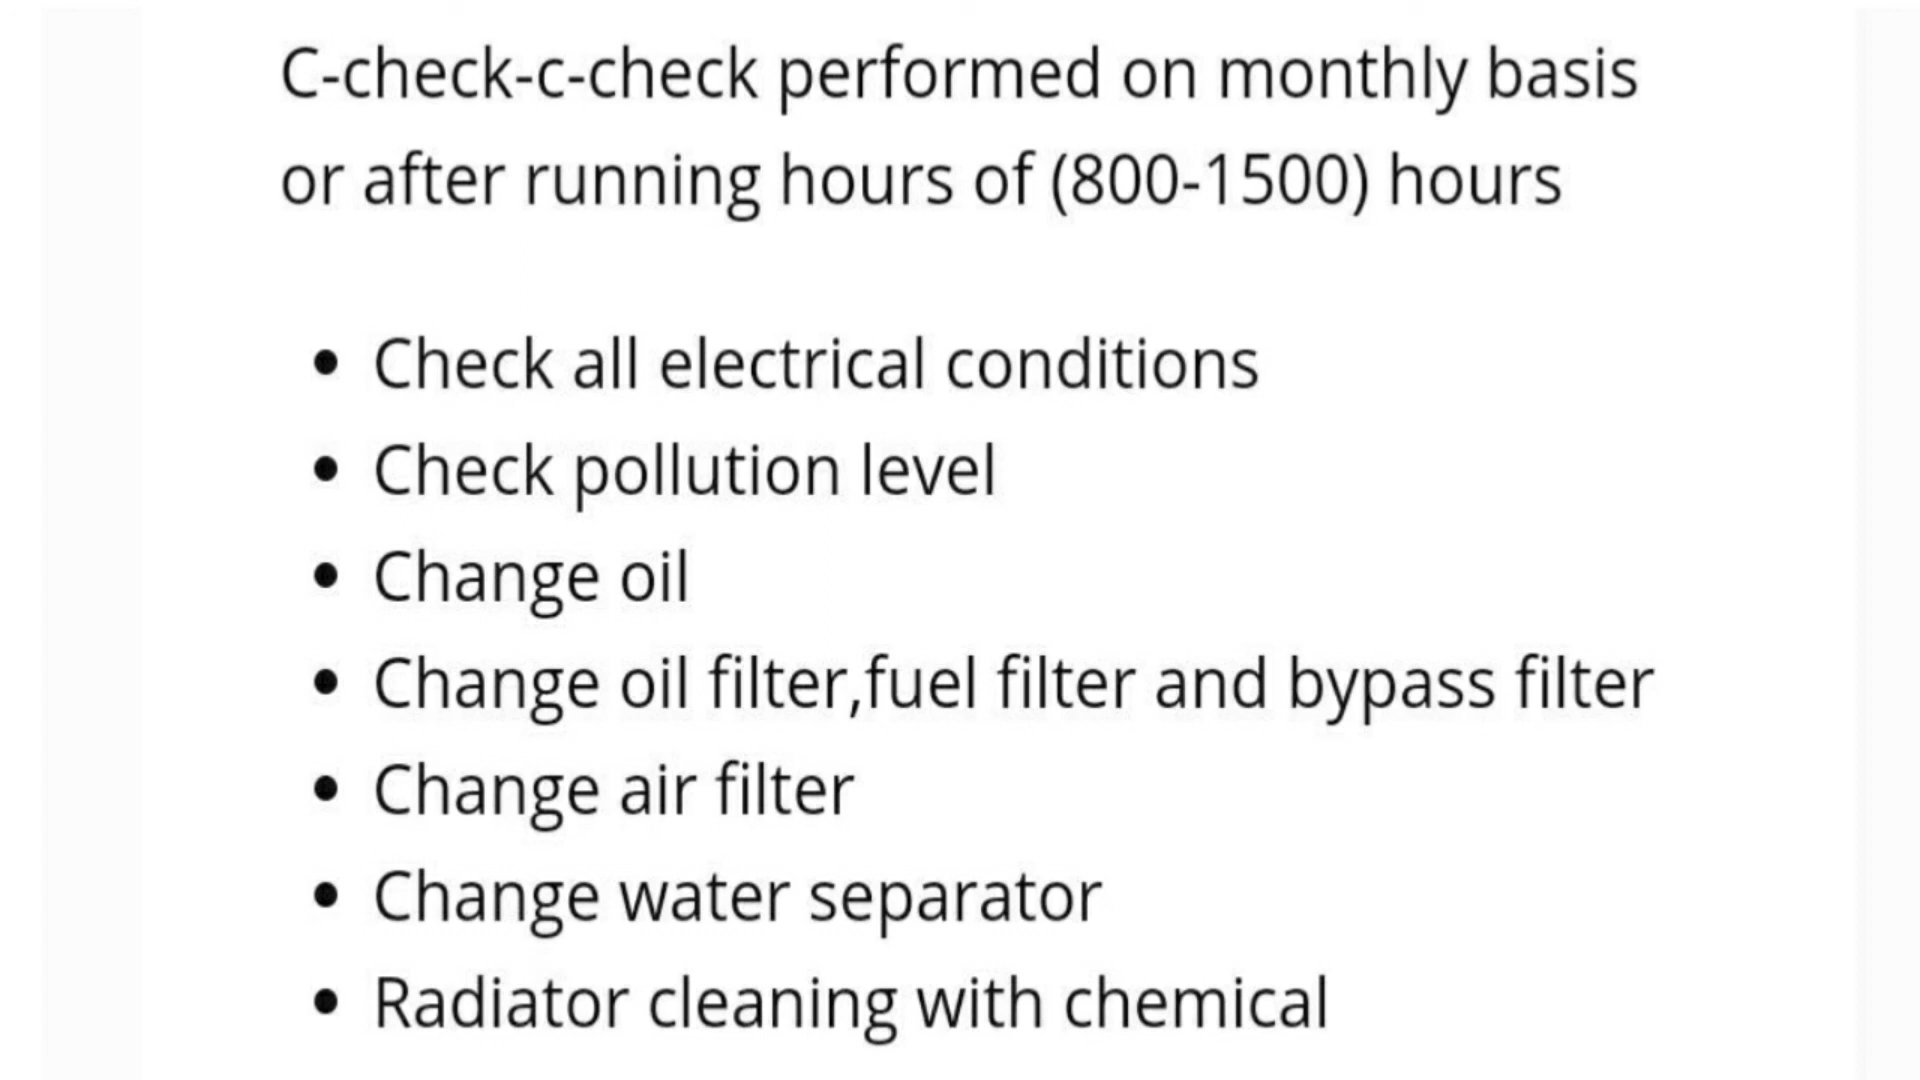 C-check-c-check performed on monthly basis
or after running hours of (800-1500) hours
• Check all electrical conditions
• Check pollution level
• Change oil
• Change oil filter,fuel filter and bypass filter
• Change air filter
• Change water separator
• Radiator cleaning with chemical